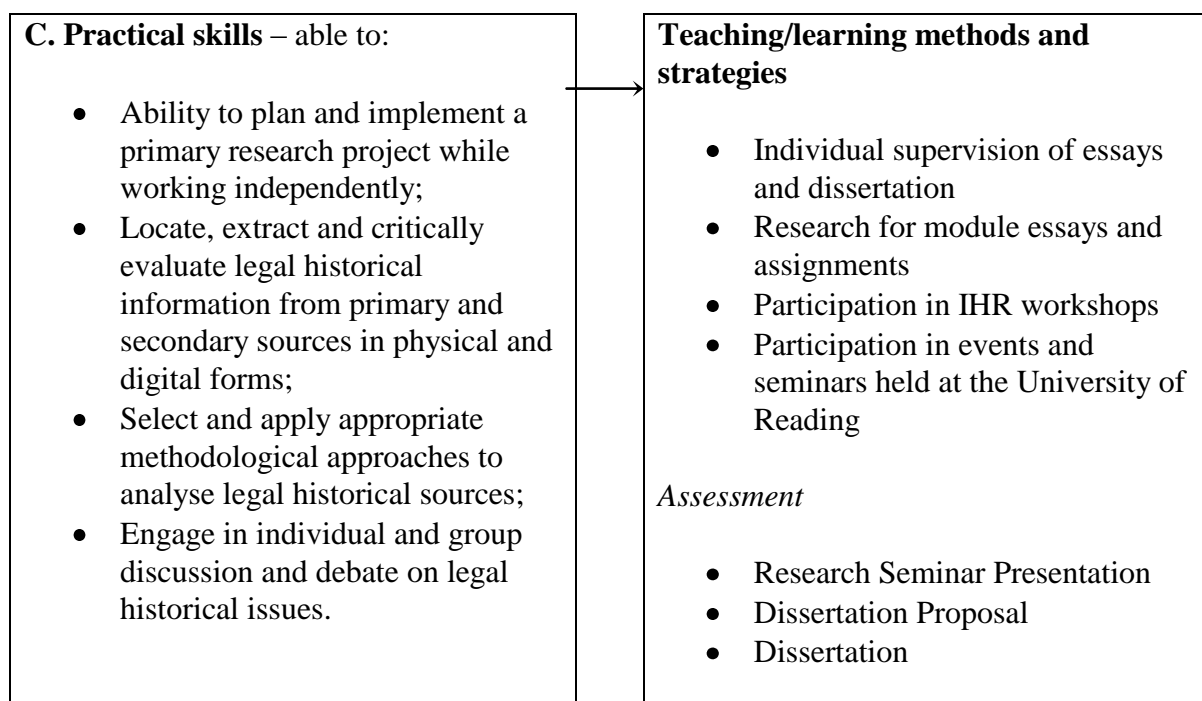 C. Practical skills – able to:
• Ability to plan and implement a
primary research project while
working independently;
• Locate, extract and critically
evaluate legal historical
information from primary and
secondary sources in physical and
digital forms;
• Select and apply appropriate
methodological approaches to
analyse legal historical sources;
• Engage in individual and group
discussion and debate on legal
historical issues.
Teaching/learning methods and
strategies
• Individual supervision of essays
and dissertation
• Research for module essays and
assignments
• Participation in IHR workshops
• Participation in events and
seminars held at the University of
Reading
Assessment
• Research Seminar Presentation
• Dissertation Proposal
• Dissertation